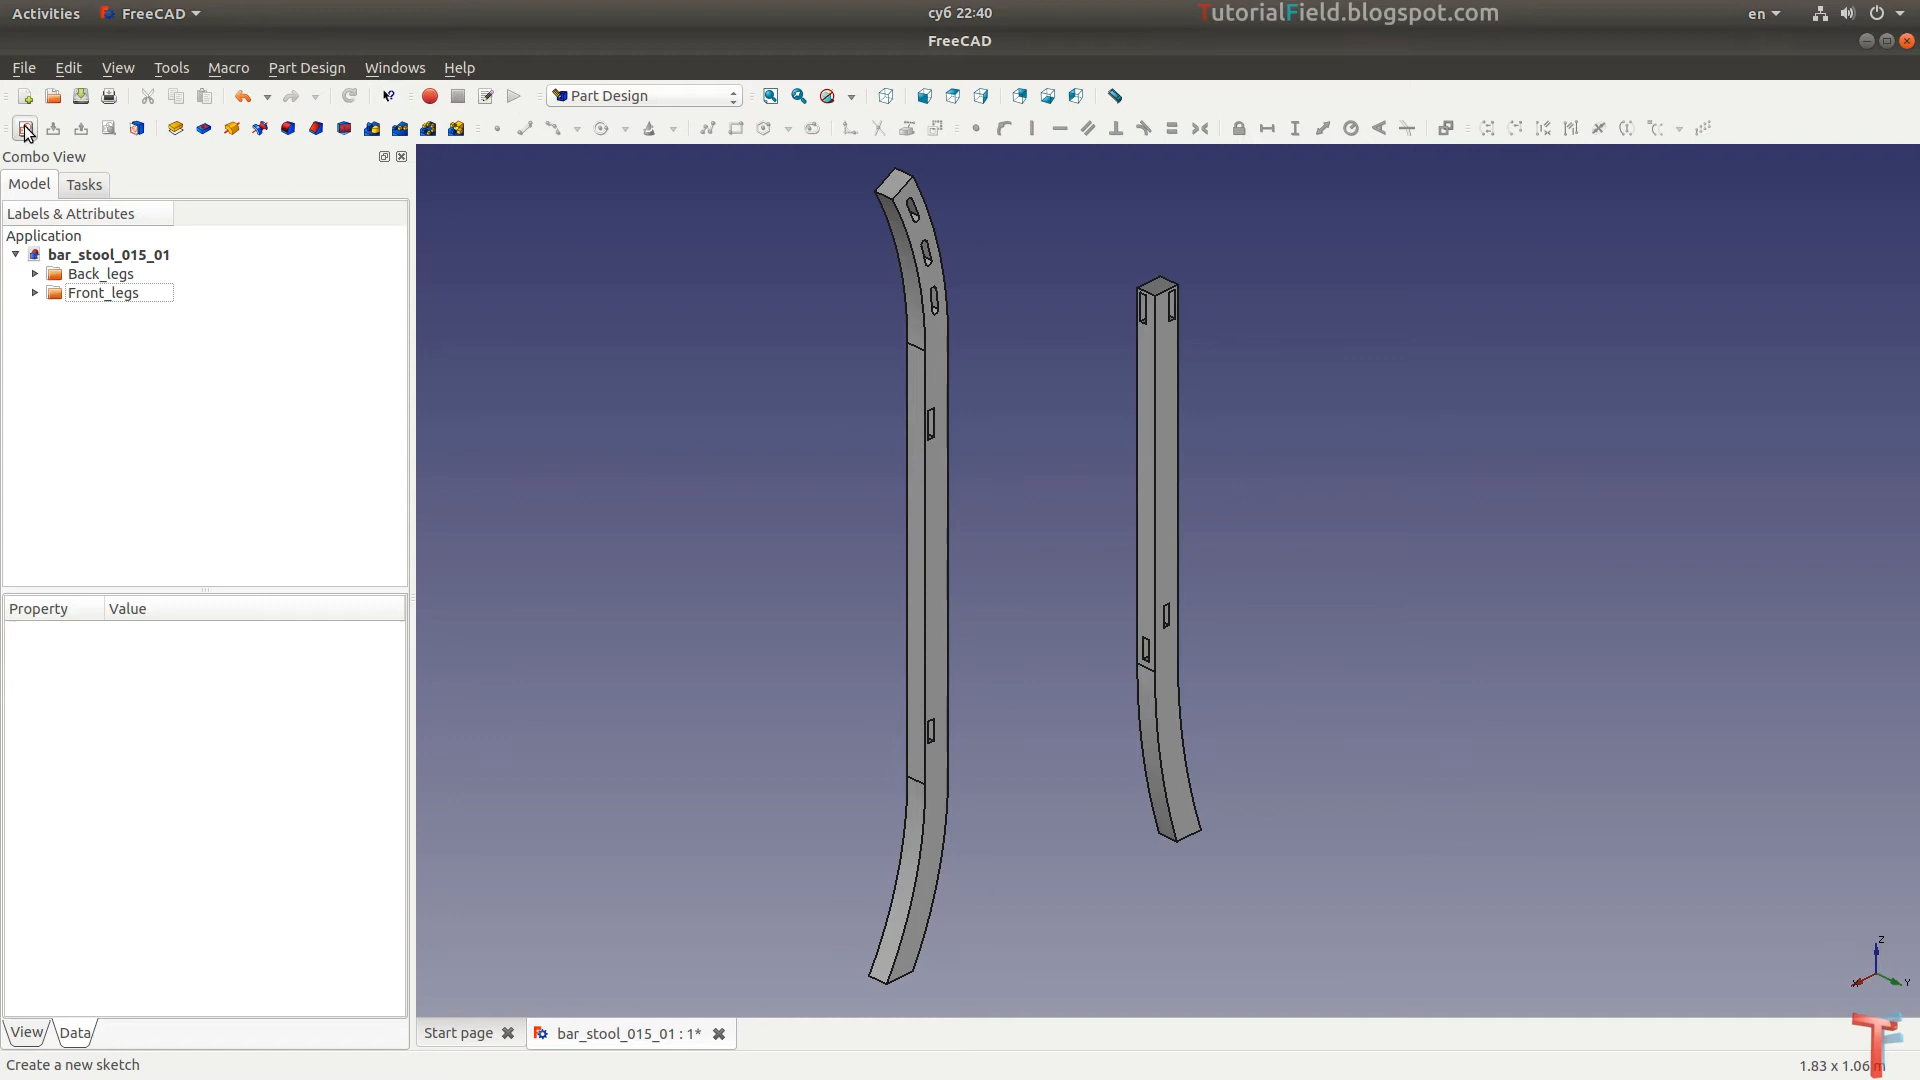 Activities FreeCAD суб 22:40 TutorialField.blogspot.com en
FreeCAD
File Edit View Tools Macro Part Design Windows Help
Part Design
Combo View
Model Tasks
Labels & Attributes
Application
bar_stool_015_01
Back_legs
Front_legs
Property Value
Z
X Y
View Data Start page bar_stool_015_01 : 1*
Create a new sketch 1.83 x 1.06 m
TF